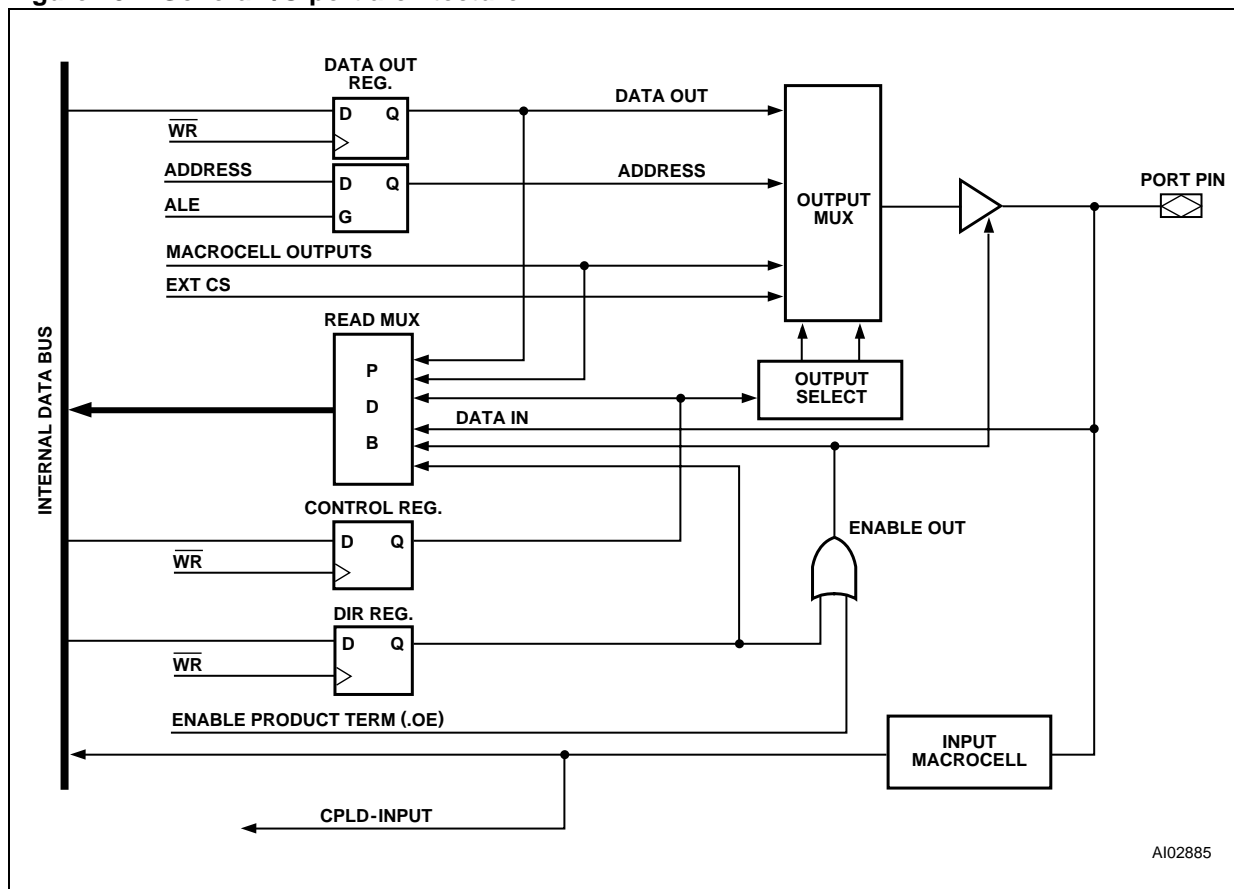 DATA OUT
REG.
D Q
DATA OUT
WR
ADDRESS
D Q
ADDRESS
ALE
G
OUTPUT
MUX
PORT PIN
MACROCELL OUTPUTS
EXT CS
READ MUX
P
D
B
OUTPUT
SELECT
DATA IN
INTERNAL DATA BUS
CONTROL REG.
D Q
WR
ENABLE OUT
DIR REG.
D Q
WR
ENABLE PRODUCT TERM (.OE)
INPUT
MACROCELL
CPLD-INPUT
AI02885